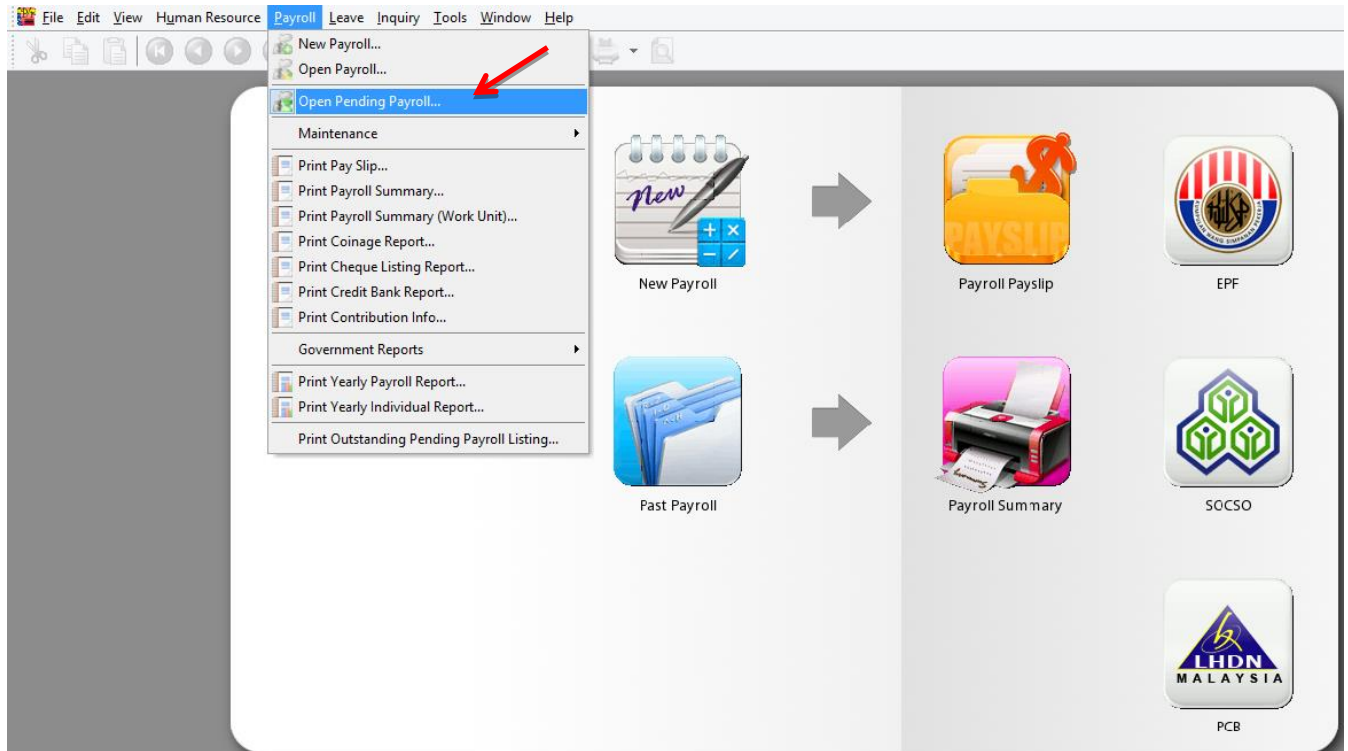 File Edit View Human Resource Payroll Leave Inquiry Tools Window Help
New Payroll...
Open Payroll...
Open Pending Payroll...
Maintenance
Print Pay Slip...
Print Payroll Summary...
Print Payroll Summary (Work Unit)...
Print Coinage Report...
Print Cheque Listing Report...
Print Credit Bank Report...
Print Contribution Info...
Government Reports
Print Yearly Payroll Report...
Print Yearly Individual Report...
Print Outstanding Pending Payroll Listing...
New
New Payroll
PAYSLIP
Payroll Payslip
EPF
Past Payroll
Summary
Payroll Summary
SOCSO
LHDN
MALAYSIA
PCB